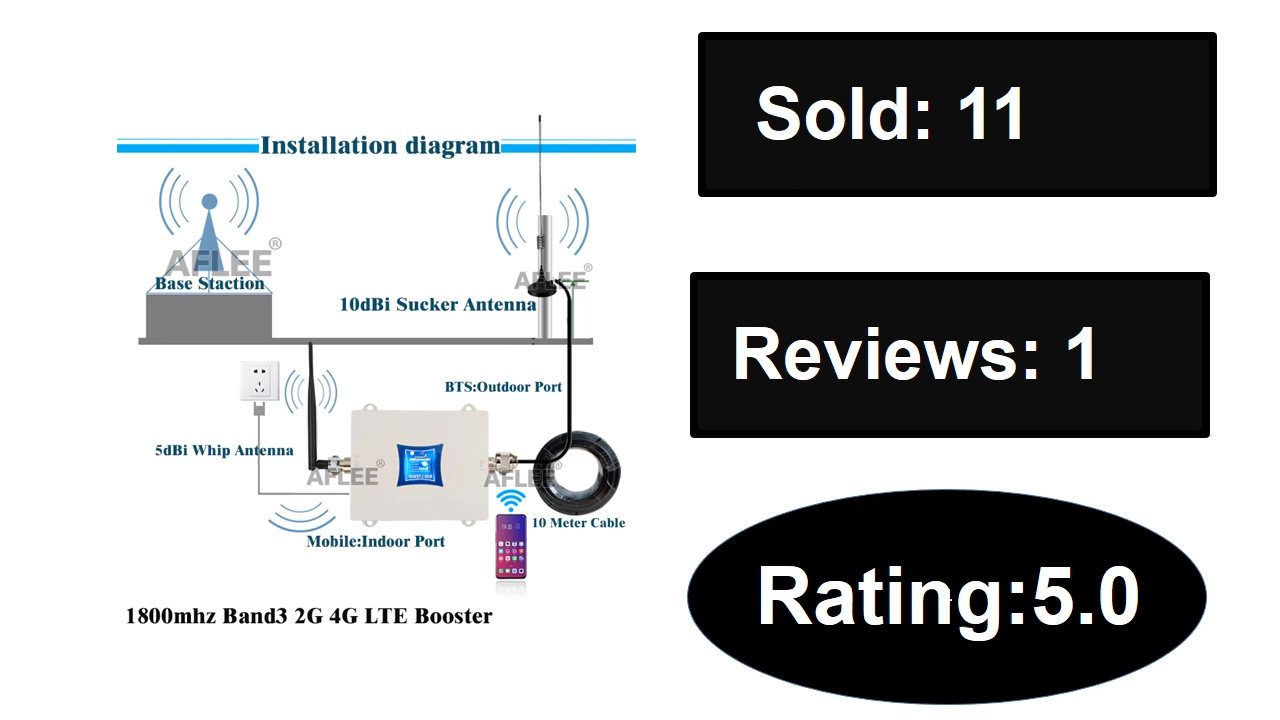 Installation diagram
AFLEE®
Base Staction
AFLEE®
10dBi Sucker Antenna
BTS:Outdoor Port
5dBi Whip Antenna
AFLEE®
AFLEE®
10 Meter Cable
Mobile:Indoor Port
1800mhz Band3 2G 4G LTE Booster
Sold: 11
Reviews: 1
Rating:5.0